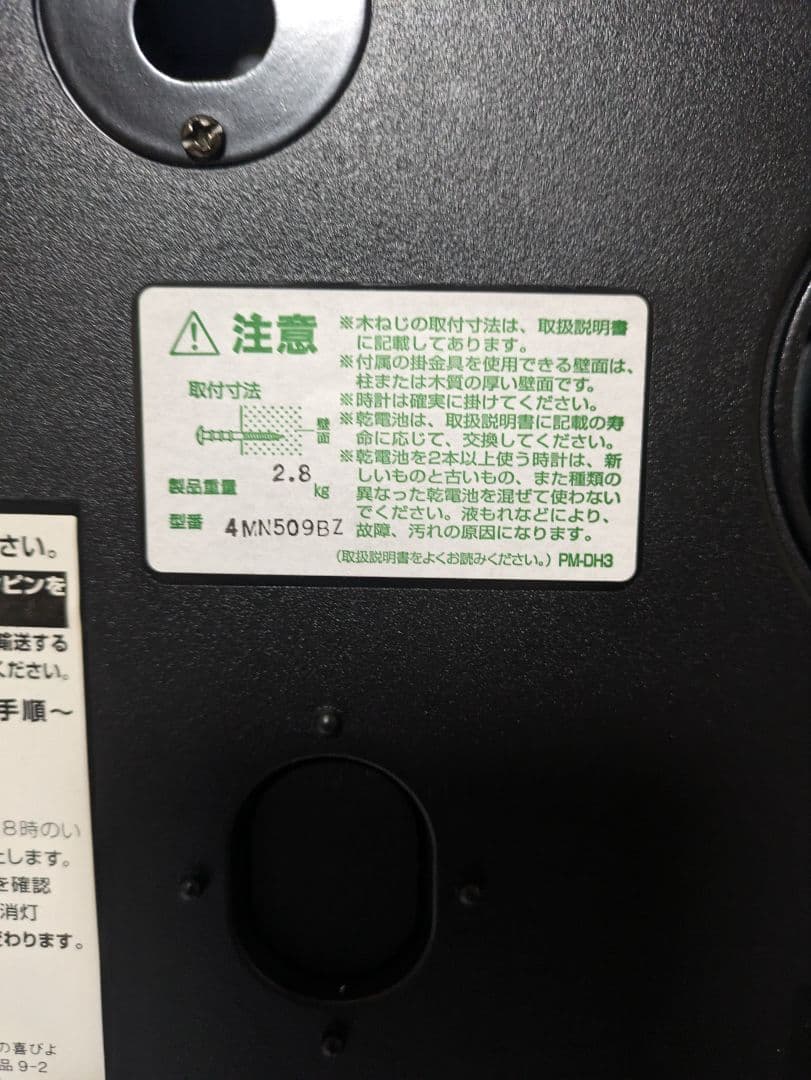 注意
取付寸法
壁面
製品重量 2.8 kg
型番 4MN509BZ
※木ねじの取付寸法は、取扱説明書
に記載してあります。
※付属の掛金具を使用できる壁面は、
柱または木質の厚い壁面です。
※時計は確実に掛けてください。
※乾電池は、取扱説明書に記載の寿
命に応じて、交換してください。
※乾電池を2本以上使う時計は、新
しいものと古いもの、また種類の
異なった乾電池を混ぜて使わない
でください。液もれなどにより、
故障、汚れの原因になります。
(取扱説明書をよくお読みください。) PM-DH3
さい。
ピンを
輸送する
ください。
手順〜
8時のい
します。
を確認
消灯
わります。
の喜びよ
品 9-2